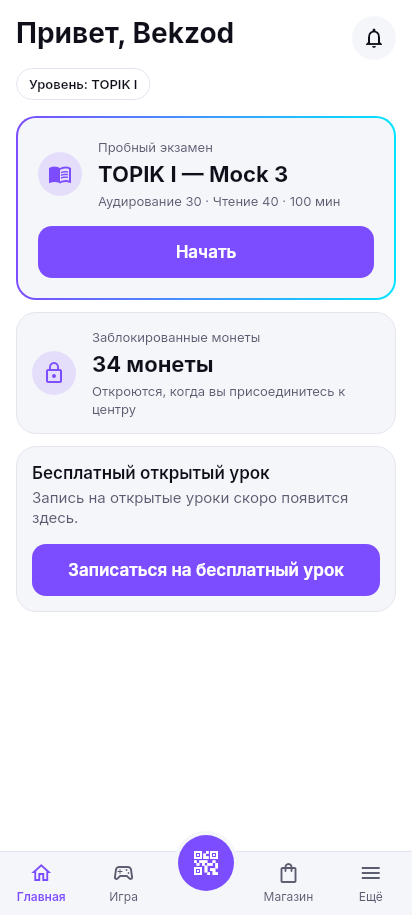 Привет, Bekzod
Уровень: TOPIK I
Пробный экзамен
TOPIK I — Mock 3
Аудирование 30 · Чтение 40 · 100 мин
Начать
Заблокированные монеты
34 монеты
Откроются, когда вы присоединитесь к
центру
Бесплатный открытый урок
Запись на открытые уроки скоро появится
здесь.
Записаться на бесплатный урок
Главная
Игра
Магазин
Ещё